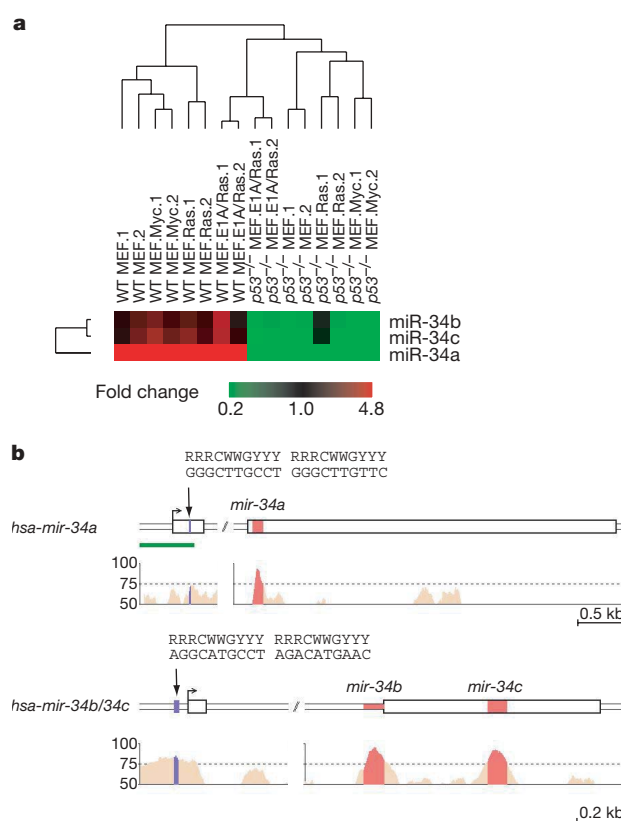 a
WT MEF.1
WT MEF.2
WT MEF.Myc.1
WT MEF.Myc.2
WT MEF.Ras.1
WT MEF.Ras.2
WT MEF.E1A/Ras.1
WT MEF.E1A/Ras.2
p53−/− MEF.E1A/Ras.1
p53−/− MEF.E1A/Ras.2
p53−/− MEF.1
p53−/− MEF.2
p53−/− MEF.Ras.1
p53−/− MEF.Ras.2
p53−/− MEF.Myc.1
p53−/− MEF.Myc.2
miR-34b
miR-34c
miR-34a
Fold change
0.2 1.0 4.8
b
RRRCWWGYYY RRRCWWGYYY
GGGCTTGCCT GGGCTTGTTC
mir-34a
hsa-mir-34a
//
100
75
50
0.5 kb
RRRCWWGYYY RRRCWWGYYY
AGGCATGCCT AGACATGAAC
mir-34b mir-34c
hsa-mir-34b/34c
//
100
75
50
0.2 kb